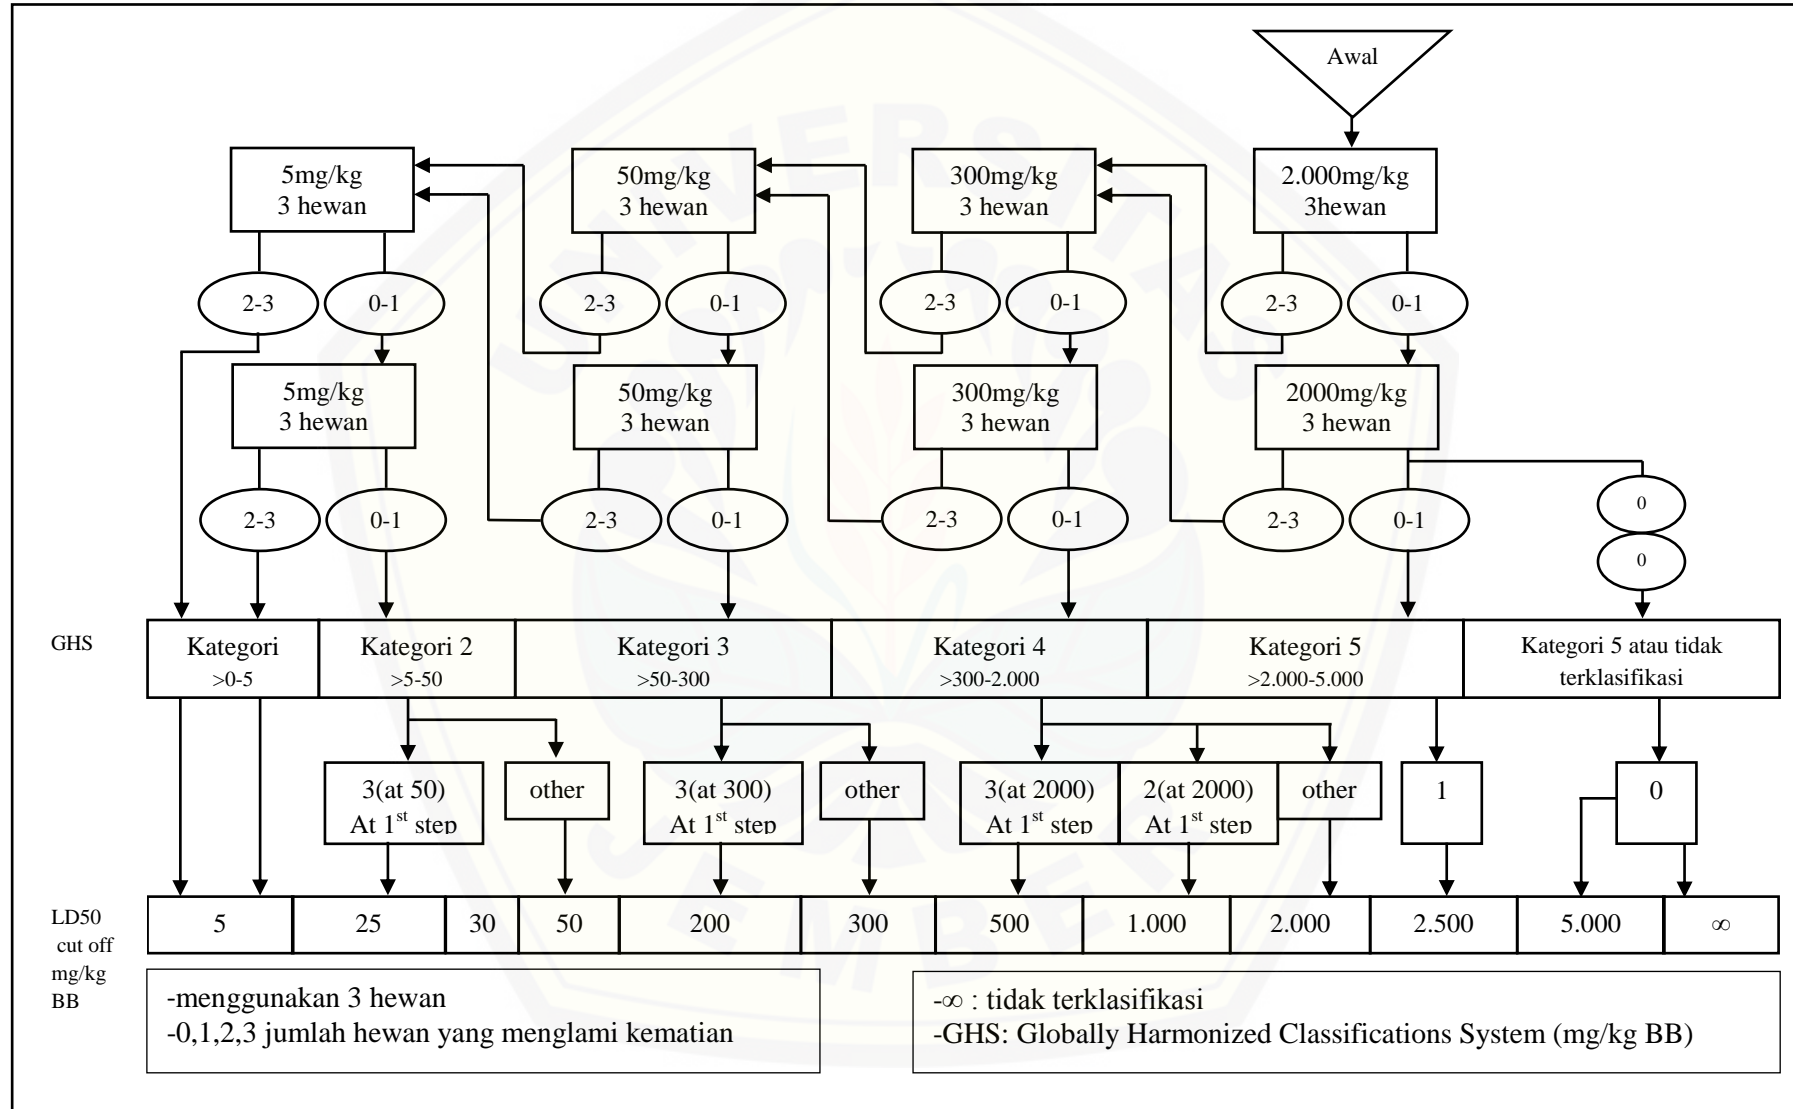 Awal
5mg/kg
3 hewan
50mg/kg
3 hewan
300mg/kg
3 hewan
2.000mg/kg
3hewan
2-3
0-1
2-3
0-1
2-3
0-1
2-3
0-1
5mg/kg
3 hewan
50mg/kg
3 hewan
300mg/kg
3 hewan
2000mg/kg
3 hewan
2-3
0-1
2-3
0-1
2-3
0-1
2-3
0-1
0
0
GHS
Kategori
>0-5
Kategori 2
>5-50
Kategori 3
>50-300
Kategori 4
>300-2.000
Kategori 5
>2.000-5.000
Kategori 5 atau tidak
terklasifikasi
3(at 50)
At 1st step
other
3(at 300)
At 1st step
other
3(at 2000)
At 1st step
2(at 2000)
At 1st step
other
1
0
LD50
cut off
mg/kg
BB
5
25
30
50
200
300
500
1.000
2.000
2.500
5.000
∞
-menggunakan 3 hewan
-0,1,2,3 jumlah hewan yang menglami kematian
-∞ : tidak terklasifikasi
-GHS: Globally Harmonized Classifications System (mg/kg BB)
UNIVERSITAS
JEMBER